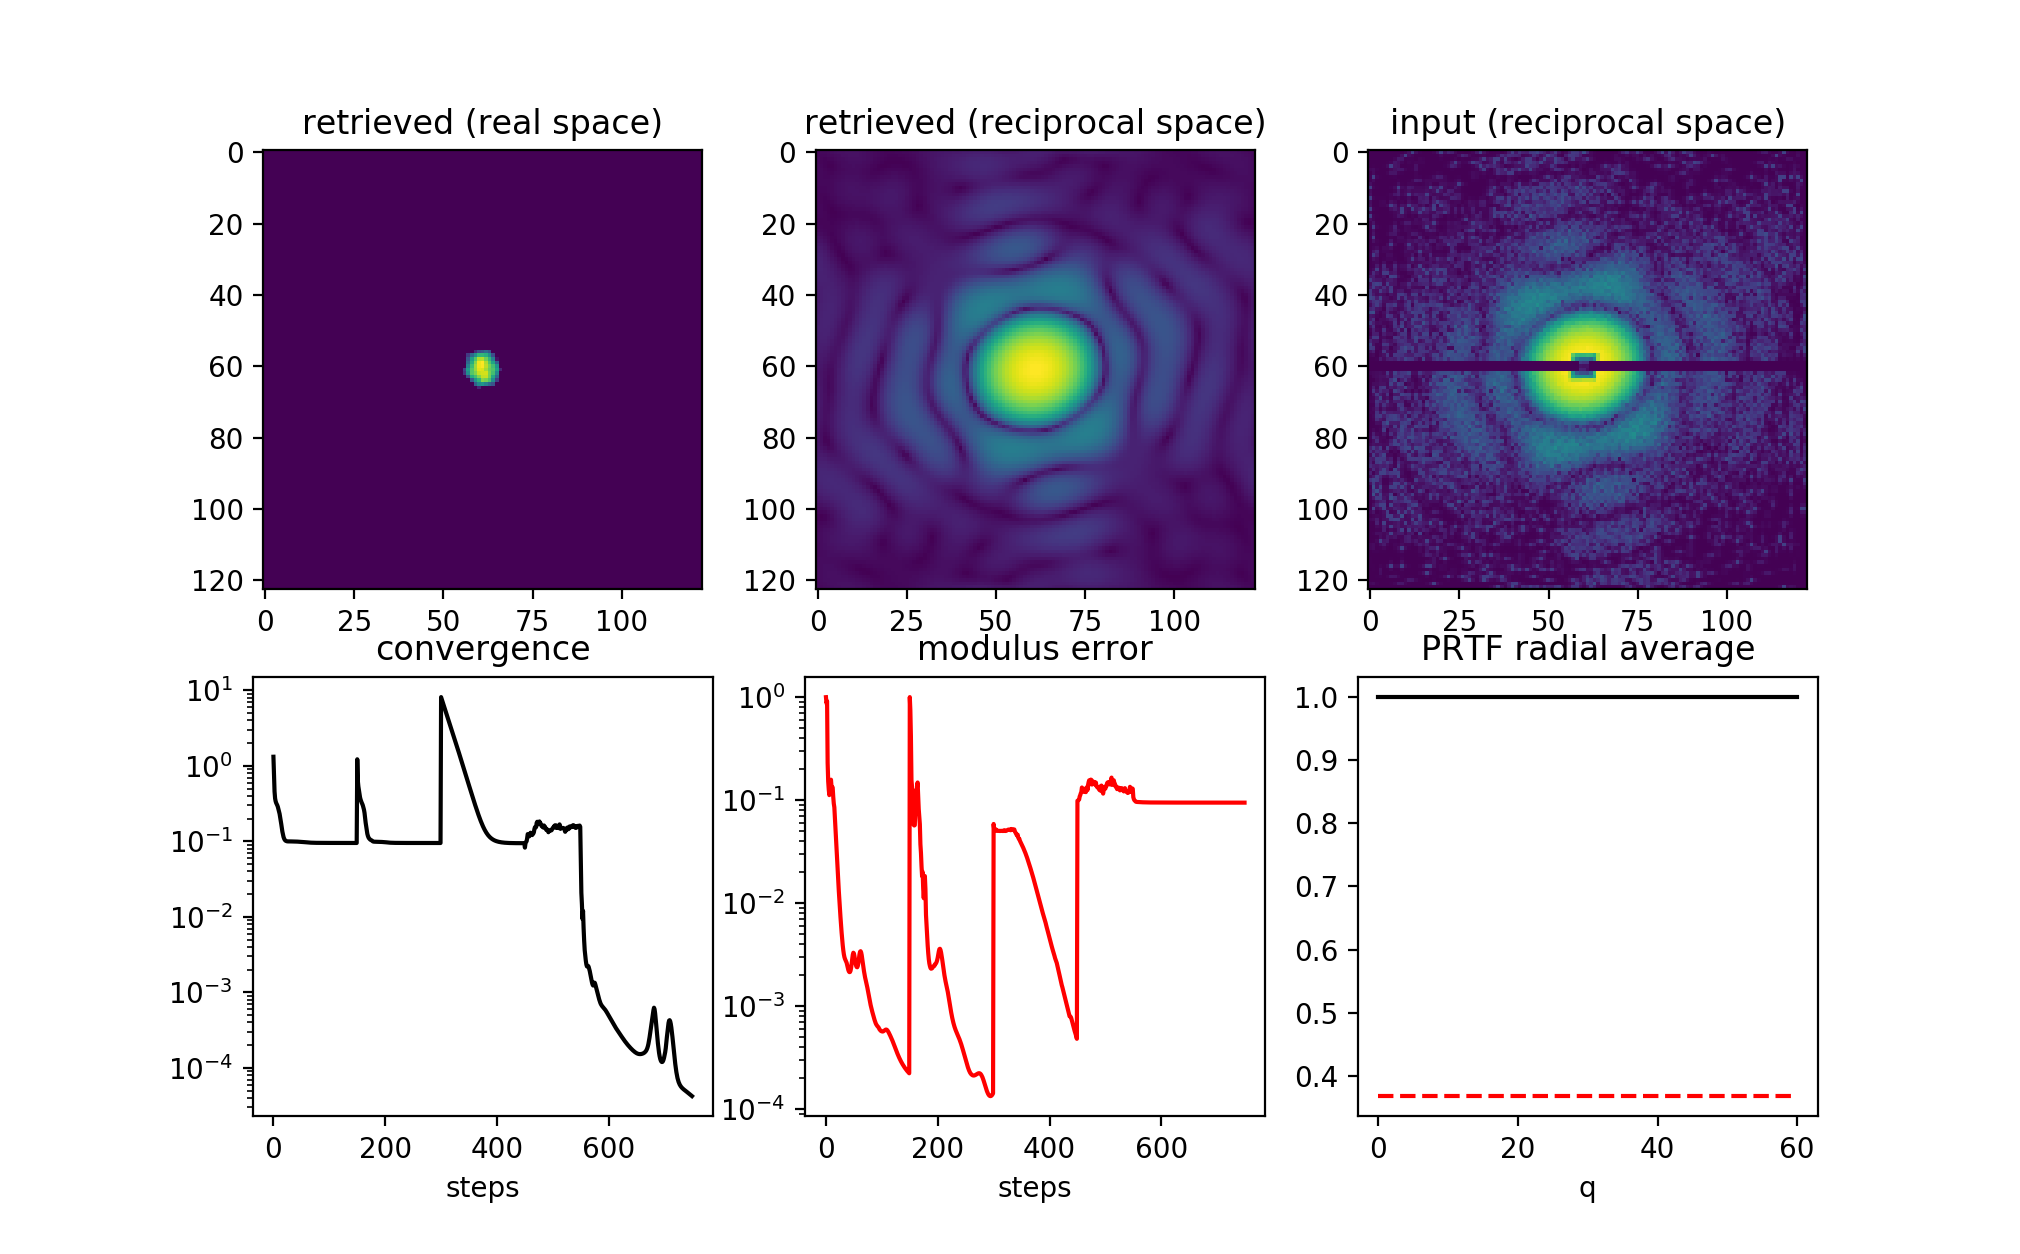 retrieved (real space)
retrieved (reciprocal space)
input (reciprocal space)
0
20
40
60
80
100
120
0 25 50 75 100
0
20
40
60
80
100
120
0 25 50 75 100
0
20
40
60
80
100
120
0 25 50 75 100
convergence
modulus error
PRTF radial average
10¹
10⁰
10⁻¹
10⁻²
10⁻³
10⁻⁴
0 200 400 600
steps
10⁰
10⁻¹
10⁻²
10⁻³
10⁻⁴
0 200 400 600
steps
1.0
0.9
0.8
0.7
0.6
0.5
0.4
0 20 40 60
q